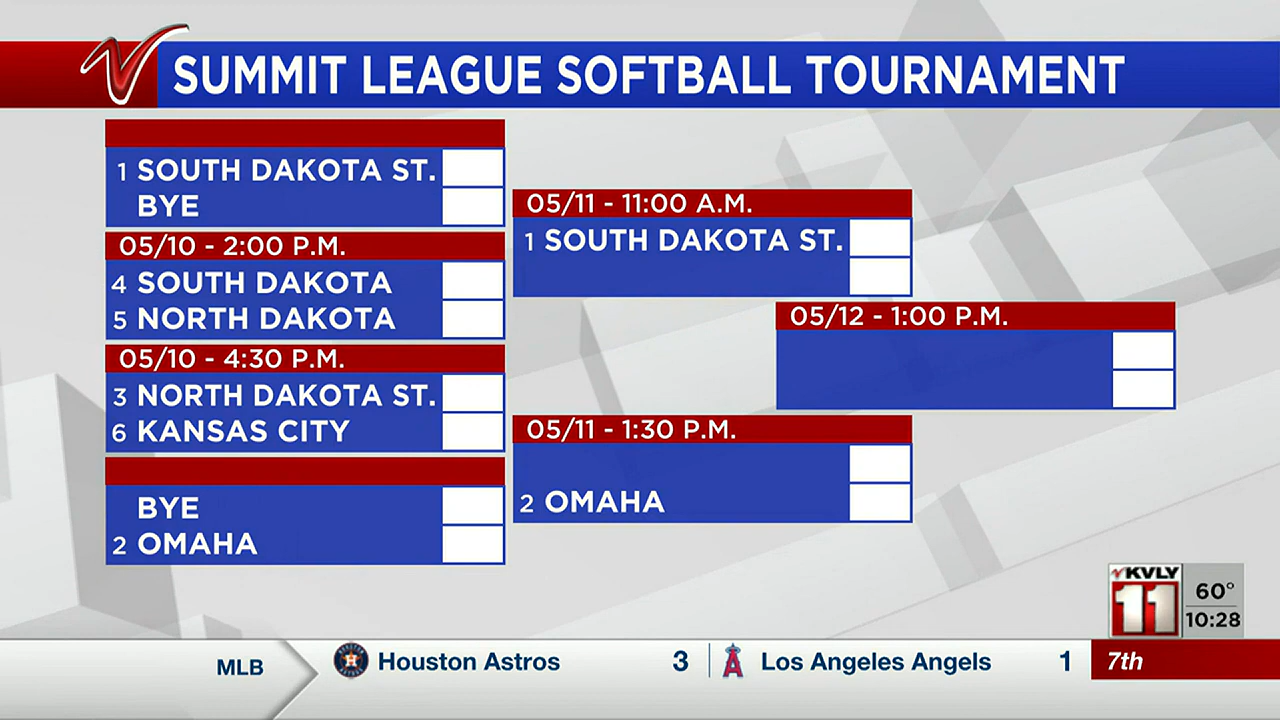 SUMMIT LEAGUE SOFTBALL TOURNAMENT
1 SOUTH DAKOTA ST.
BYE
05/10 - 2:00 P.M.
4 SOUTH DAKOTA
5 NORTH DAKOTA
05/10 - 4:30 P.M.
3 NORTH DAKOTA ST.
6 KANSAS CITY
BYE
2 OMAHA
05/11 - 11:00 A.M.
1 SOUTH DAKOTA ST.
05/11 - 1:30 P.M.
2 OMAHA
05/12 - 1:00 P.M.
KVLY
11
60°
10:28
MLB Houston Astros 3 Los Angeles Angels 1 7th